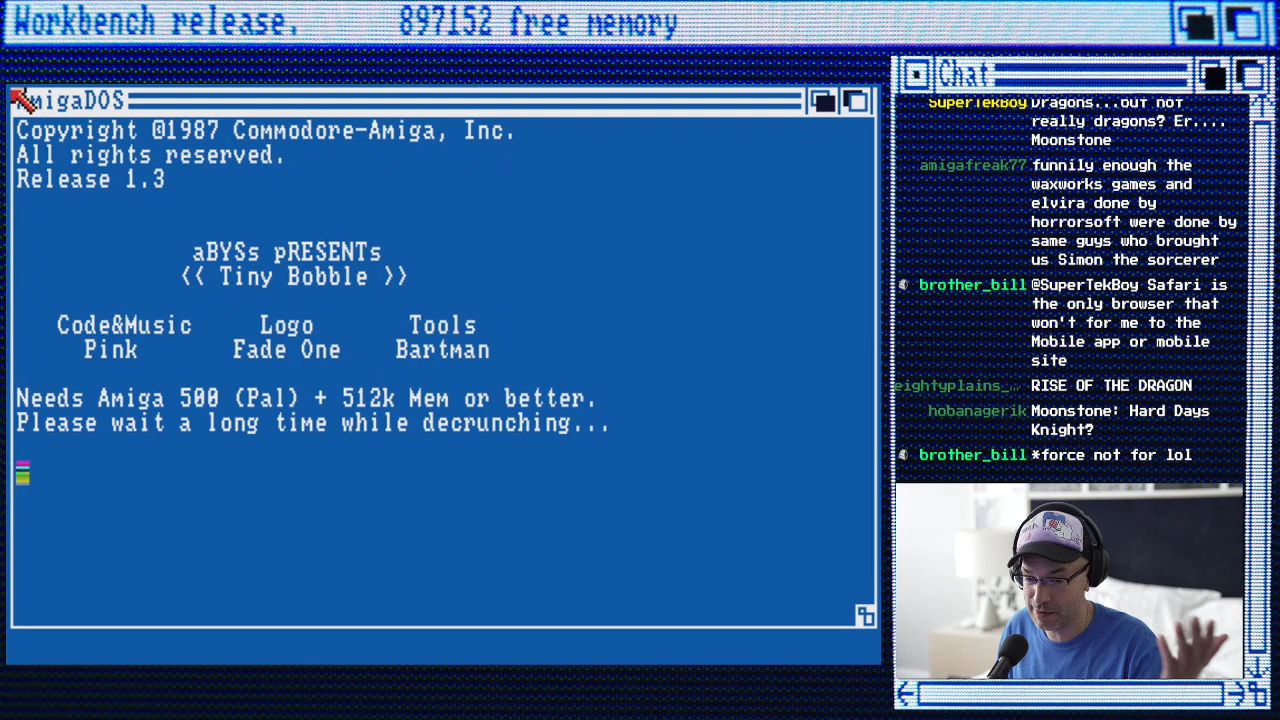 Workbench release. 897152 free memory
AmigaDOS
Copyright @1987 Commodore-Amiga, Inc.
All rights reserved.
Release 1.3
aBYSs pRESENTs
<< Tiny Bobble >>
Code&Music Logo Tools
Pink Fade One Bartman
Needs Amiga 500 (Pal) + 512k Mem or better.
Please wait a long time while decrunching...
Chat
SuperTekBoy Dragons...but not
really dragons? Er....
Moonstone
amigafreak77 funnily enough the
waxworks games and
elvira done by
horrorsoft were done by
same guys who brought
us Simon the sorcerer
brother_bill @SuperTekBoy Safari is
the only browser that
won't for me to the
Mobile app or mobile
site
eightyplains_… RISE OF THE DRAGON
hobanagerik Moonstone: Hard Days
Knight?
brother_bill *force not for lol